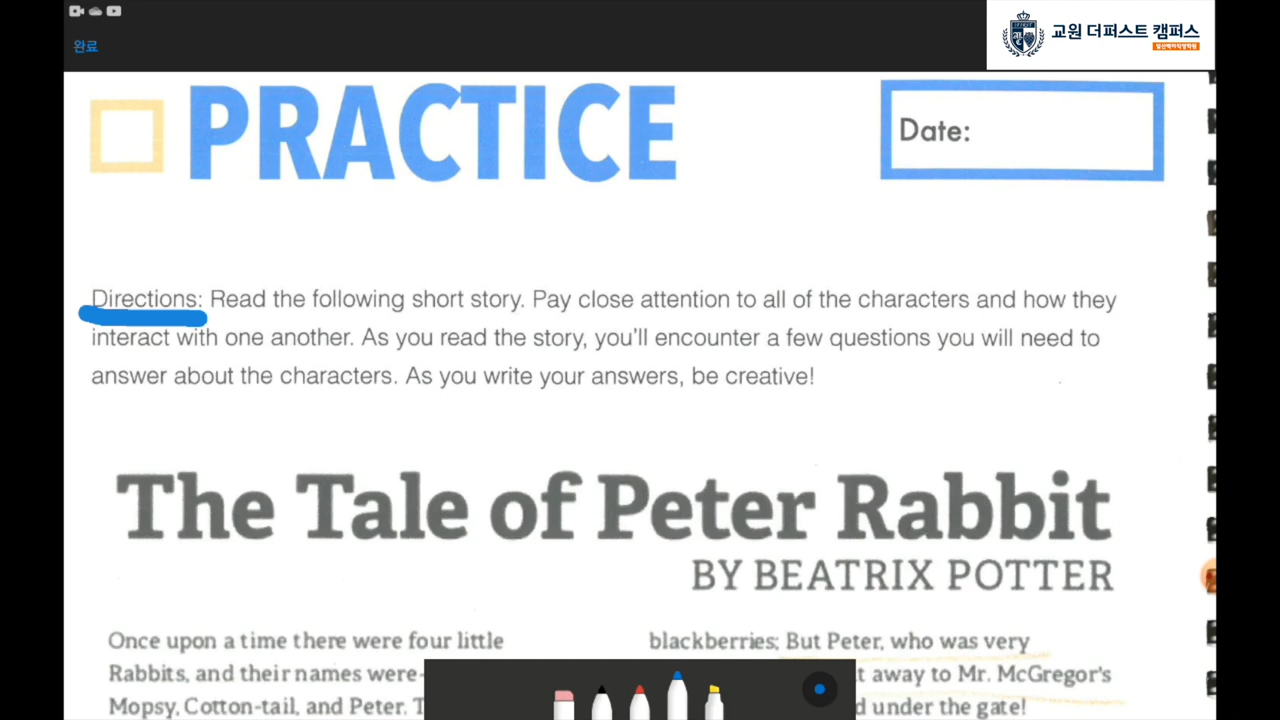 완료
교원 더퍼스트 캠퍼스
PRACTICE
Date:
Directions: Read the following short story. Pay close attention to all of the characters and how they
interact with one another. As you read the story, you'll encounter a few questions you will need to
answer about the characters. As you write your answers, be creative!
The Tale of Peter Rabbit
BY BEATRIX POTTER
Once upon a time there were four little
Rabbits, and their names were-
Mopsy, Cotton-tail, and Peter.
blackberries; But Peter, who was very
away to Mr. McGregor's
under the gate!